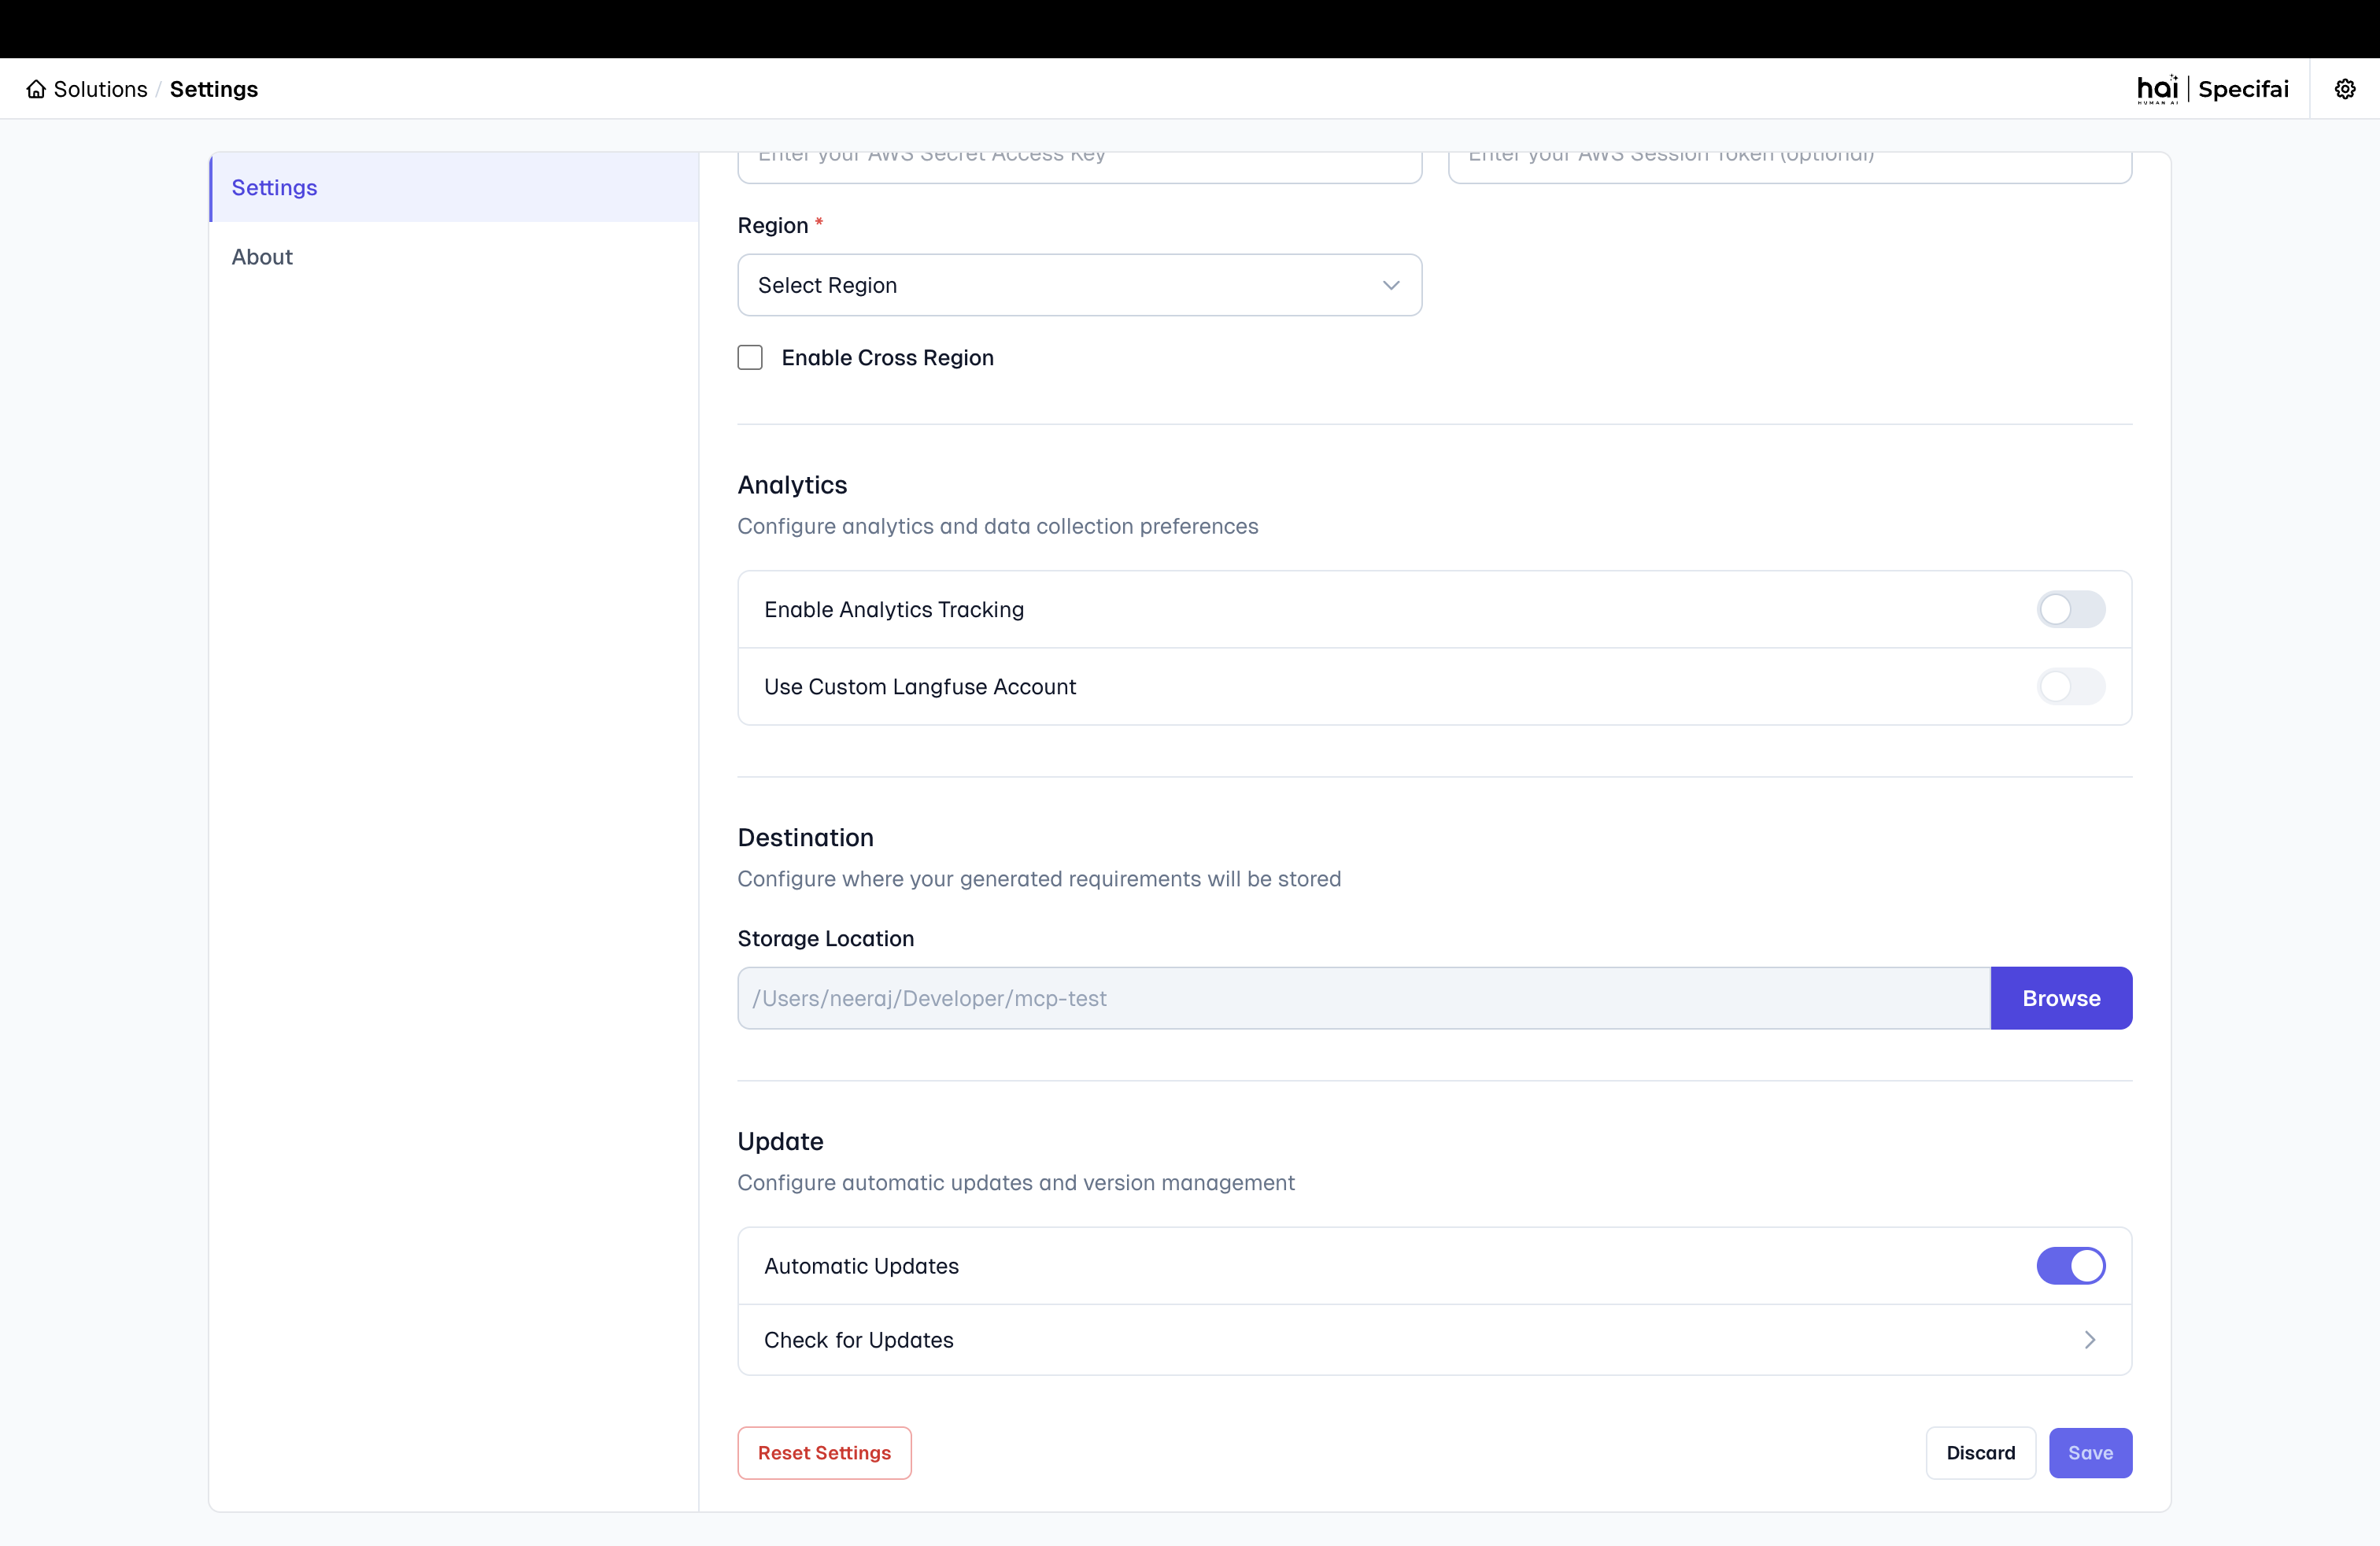 Solutions / Settings
hai HUMAN AI | Specifai
Settings
About
Enter your AWS Secret Access Key
Enter your AWS Session Token (optional)
Region *
Select Region
Enable Cross Region
Analytics
Configure analytics and data collection preferences
Enable Analytics Tracking
Use Custom Langfuse Account
Destination
Configure where your generated requirements will be stored
Storage Location
/Users/neeraj/Developer/mcp-test
Browse
Update
Configure automatic updates and version management
Automatic Updates
Check for Updates
Reset Settings
Discard
Save